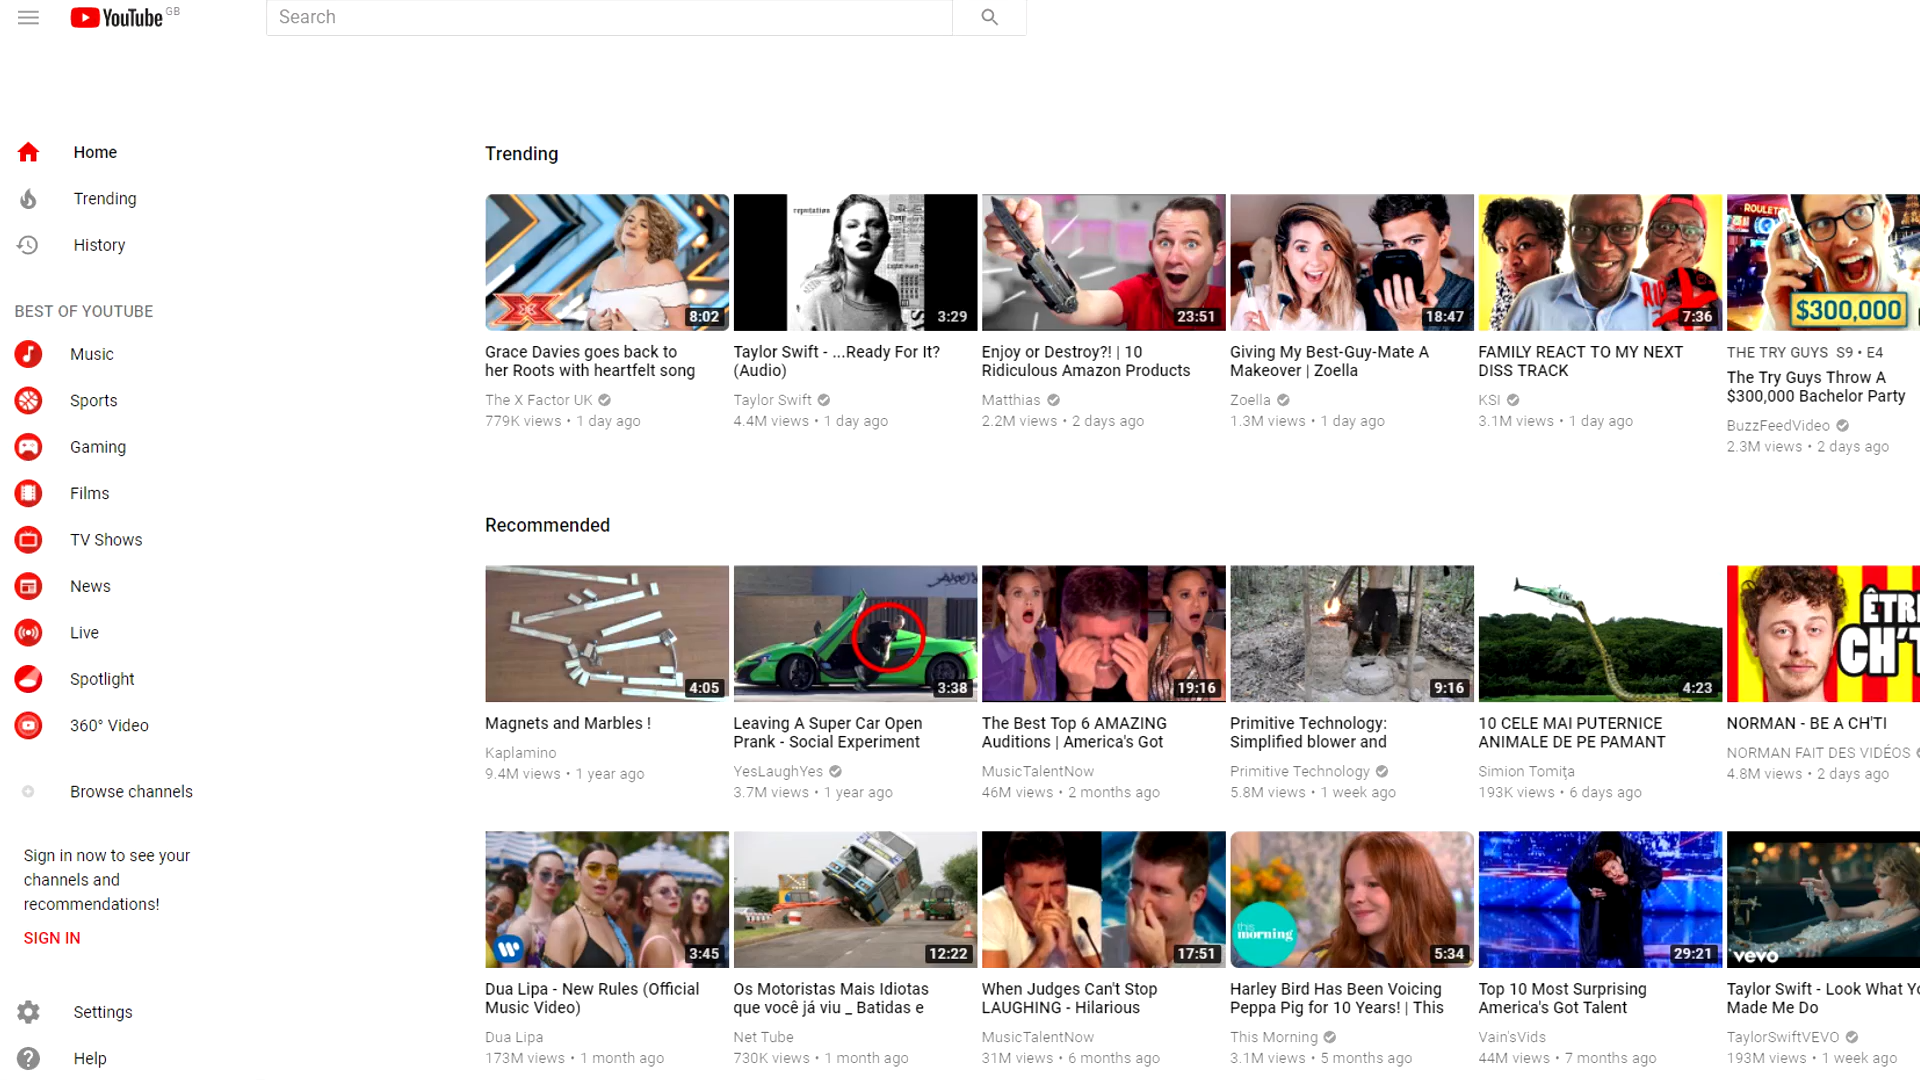 YouTube GB
Search
Home
Trending
History
BEST OF YOUTUBE
Music
Sports
Gaming
Films
TV Shows
News
Live
Spotlight
360° Video
Browse channels
Sign in now to see your
channels and
recommendations!
SIGN IN
Settings
Help
Trending
X
8:02
Grace Davies goes back to
her Roots with heartfelt song
The X Factor UK
779K views • 1 day ago
reputation
3:29
Taylor Swift - ...Ready For It?
(Audio)
Taylor Swift
4.4M views • 1 day ago
23:51
Enjoy or Destroy?! | 10
Ridiculous Amazon Products
Matthias
2.2M views • 2 days ago
18:47
Giving My Best-Guy-Mate A
Makeover | Zoella
Zoella
1.3M views • 1 day ago
RIP
7:36
FAMILY REACT TO MY NEXT
DISS TRACK
KSI
3.1M views • 1 day ago
$300,000
THE TRY GUYS S9 • E4
The Try Guys Throw A
$300,000 Bachelor Party
BuzzFeedVideo
2.3M views • 2 days ago
Recommended
4:05
Magnets and Marbles !
Kaplamino
9.4M views • 1 year ago
3:38
Leaving A Super Car Open
Prank - Social Experiment
YesLaughYes
3.7M views • 1 year ago
19:16
The Best Top 6 AMAZING
Auditions | America's Got
MusicTalentNow
46M views • 2 months ago
9:16
Primitive Technology:
Simplified blower and
Primitive Technology
5.8M views • 1 week ago
4:23
10 CELE MAI PUTERNICE
ANIMALE DE PE PAMANT
Simion Tomiţa
193K views • 6 days ago
ÊTR
CH'T
NORMAN - BE A CH'TI
NORMAN FAIT DES VIDÉOS
4.8M views • 2 days ago
3:45
Dua Lipa - New Rules (Official
Music Video)
Dua Lipa
173M views • 1 month ago
12:22
Os Motoristas Mais Idiotas
que você já viu _ Batidas e
Net Tube
730K views • 1 month ago
17:51
When Judges Can't Stop
LAUGHING - Hilarious
MusicTalentNow
31M views • 6 months ago
this
morning
5:34
Harley Bird Has Been Voicing
Peppa Pig for 10 Years! | This
This Morning
3.1M views • 5 months ago
29:21
Top 10 Most Surprising
America's Got Talent
Vain'sVids
44M views • 7 months ago
vevo
Taylor Swift - Look What Yo
Made Me Do
TaylorSwiftVEVO
193M views • 1 week ago